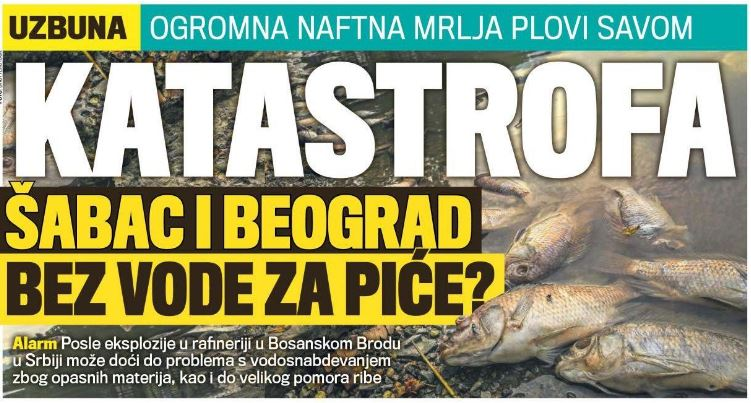 UZBUNA OGROMNA NAFTNA MRLJA PLOVI SAVOM
KATASTROFA
ŠABAC I BEOGRAD
BEZ VODE ZA PIĆE?
Alarm Posle eksplozije u rafineriji u Bosanskom Brodu
u Srbiji može doći do problema s vodosnabdevanjem
zbog opasnih materija, kao i do velikog pomora ribe